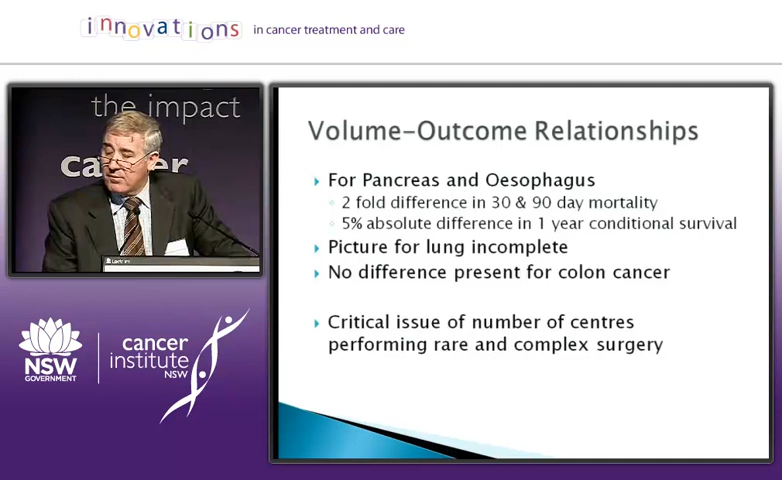 innovations in cancer treatment and care
the impact
cancer
Volume-Outcome Relationships
For Pancreas and Oesophagus
2 fold difference in 30 & 90 day mortality
5% absolute difference in 1 year conditional survival
Picture for lung incomplete
No difference present for colon cancer
Critical issue of number of centres
performing rare and complex surgery
NSW
GOVERNMENT
cancer
institute
NSW